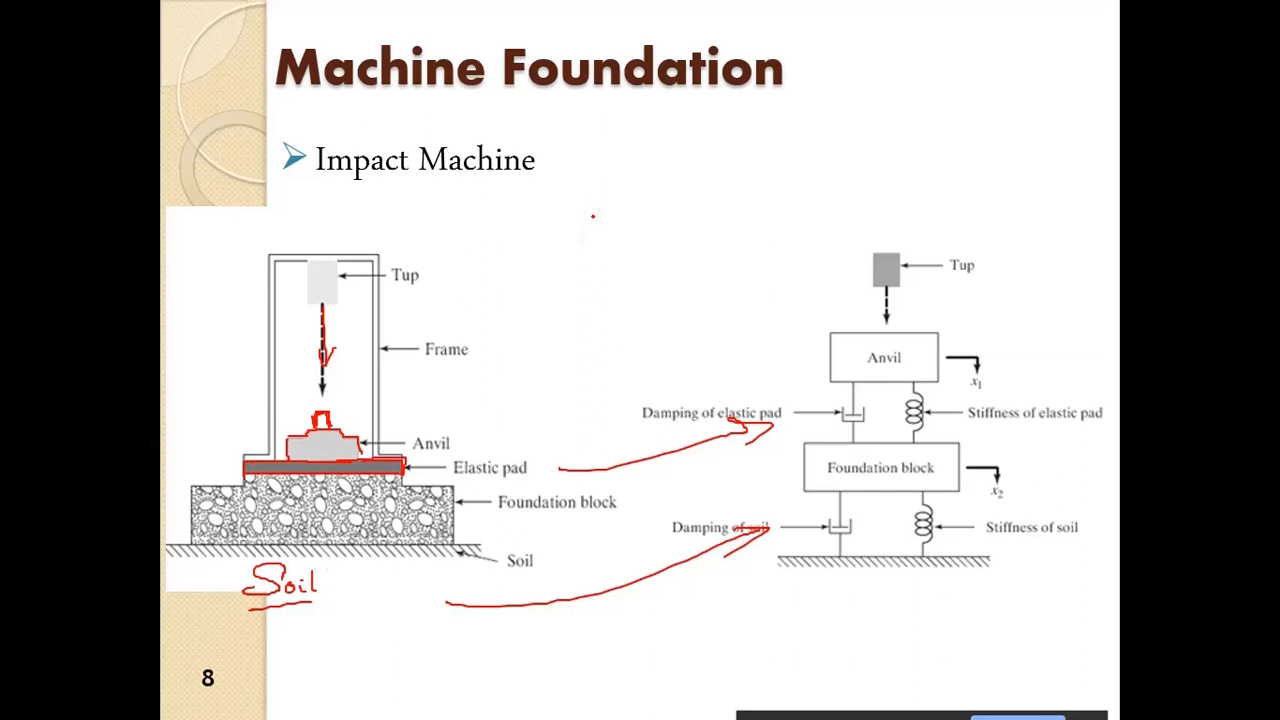 Machine Foundation
Impact Machine
Tup
Frame
Anvil
Elastic pad
Foundation block
Soil
Soil
Tup
Anvil
x1
Damping of elastic pad
Stiffness of elastic pad
Foundation block
x2
Damping of soil
Stiffness of soil
8